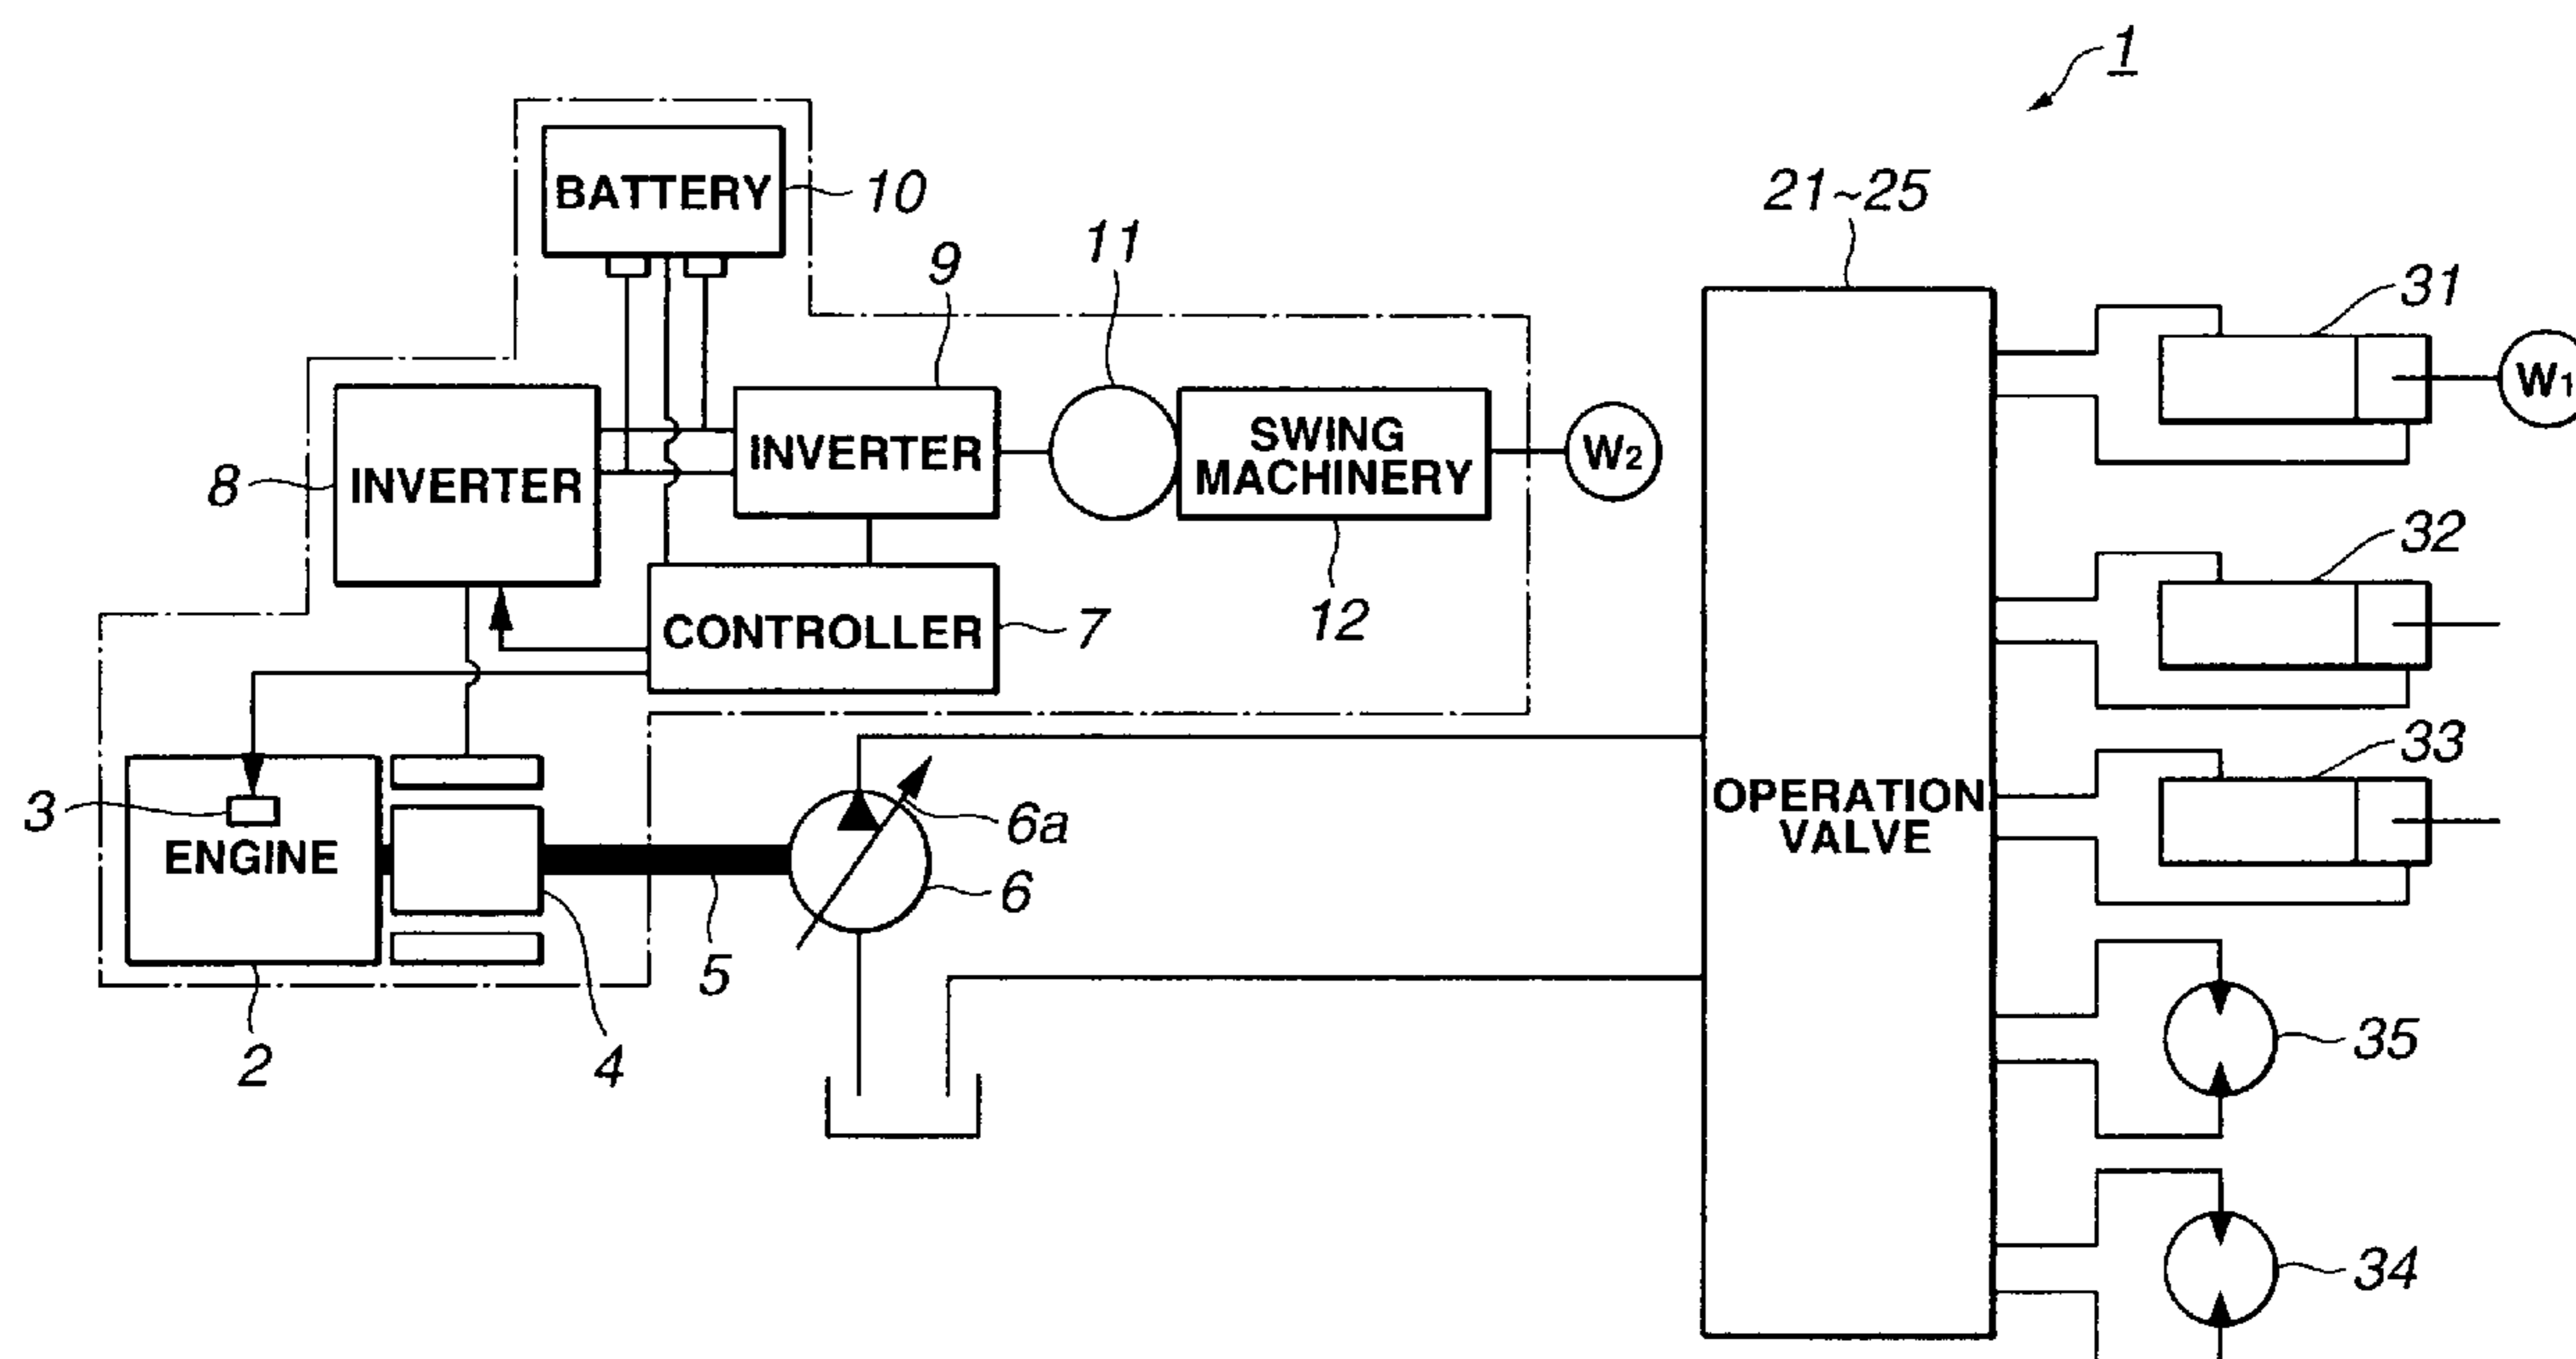 1
BATTERY
10
21~25
9
11
31
W1
8
INVERTER
INVERTER
SWING
MACHINERY
W2
32
CONTROLLER
7
12
33
3
ENGINE
6a
6
OPERATION
VALVE
5
2
4
35
34